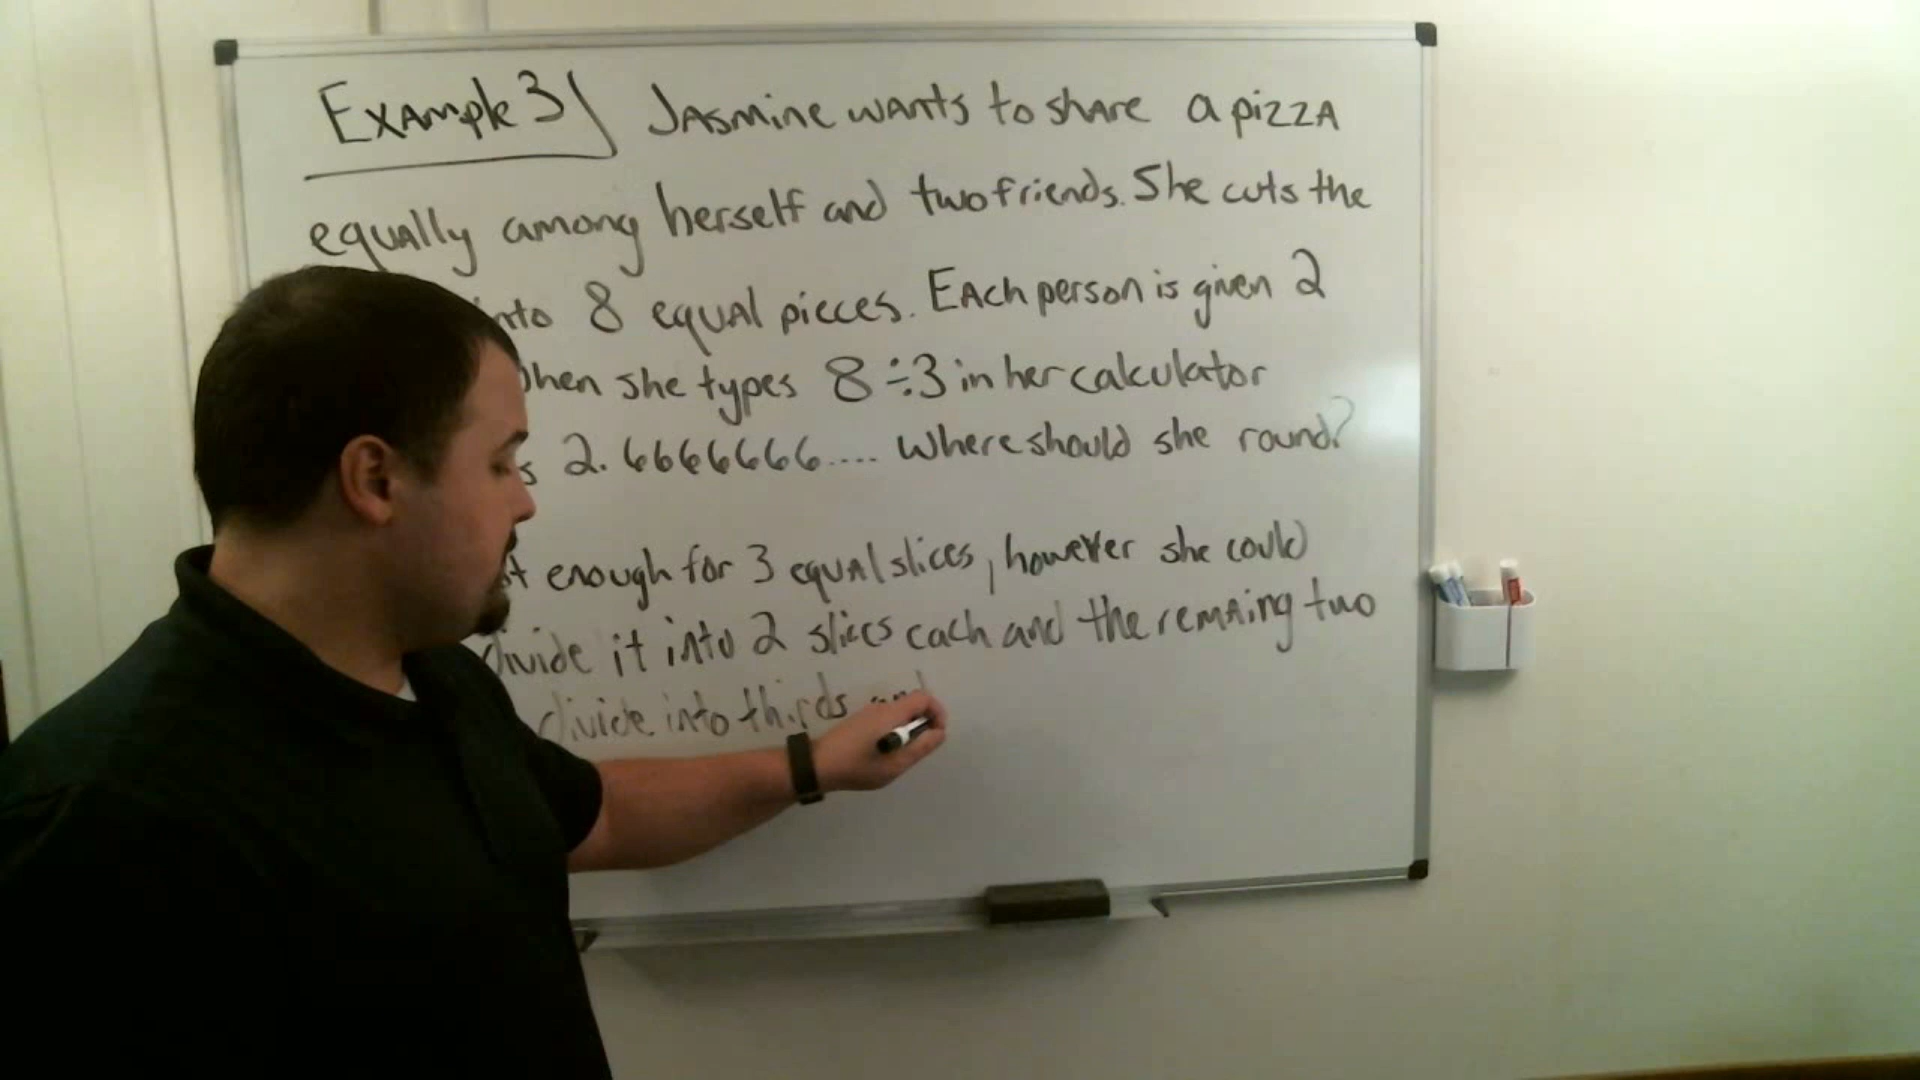 Example 3) Jasmine wants to share a pizza
equally among herself and two friends. She cuts the
8 equal pieces. Each person is given 2
she types 8÷3 in her calculator
2.6666666.... Where should she round?
enough for 3 equal slices, however she could
divide it into 2 slices each and the remaing two
divide into thirds and